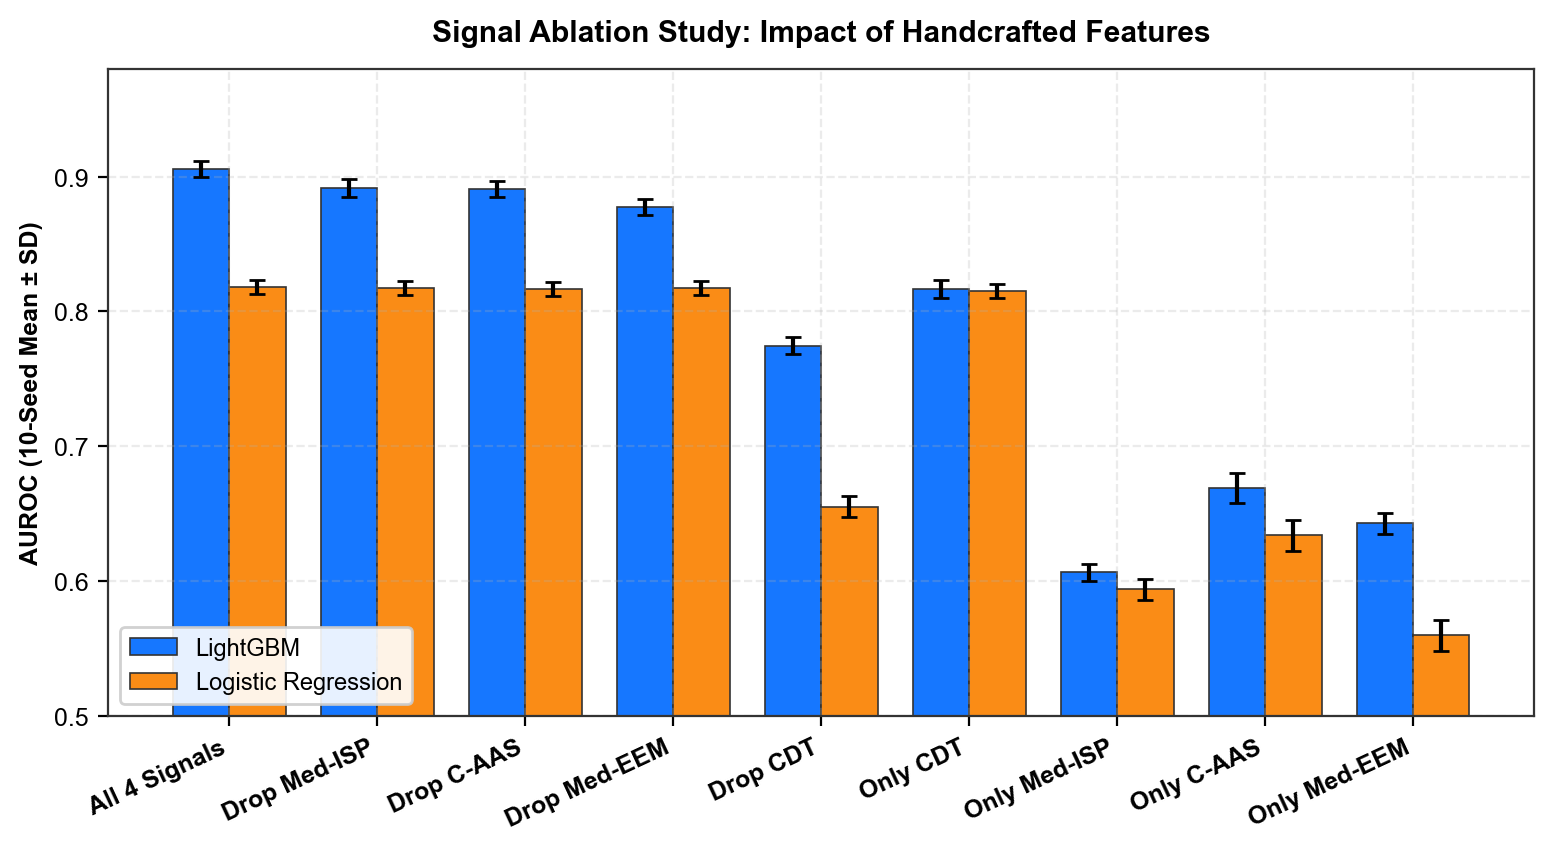 Signal Ablation Study: Impact of Handcrafted Features
AUROC (10-Seed Mean ± SD)
0.9
0.8
0.7
0.6
0.5
LightGBM
Logistic Regression
All 4 Signals
Drop Med-ISP
Drop C-AAS
Drop Med-EEM
Drop CDT
Only CDT
Only Med-ISP
Only C-AAS
Only Med-EEM